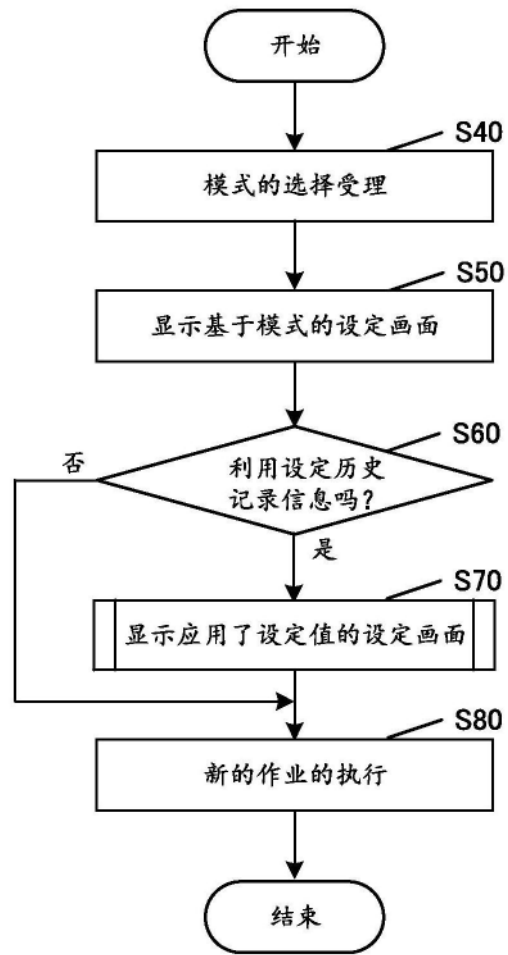 开始
S40
模式的选择受理
S50
显示基于模式的设定画面
S60
否
利用设定历史
记录信息吗?
是
S70
显示应用了设定值的设定画面
S80
新的作业的执行
结束